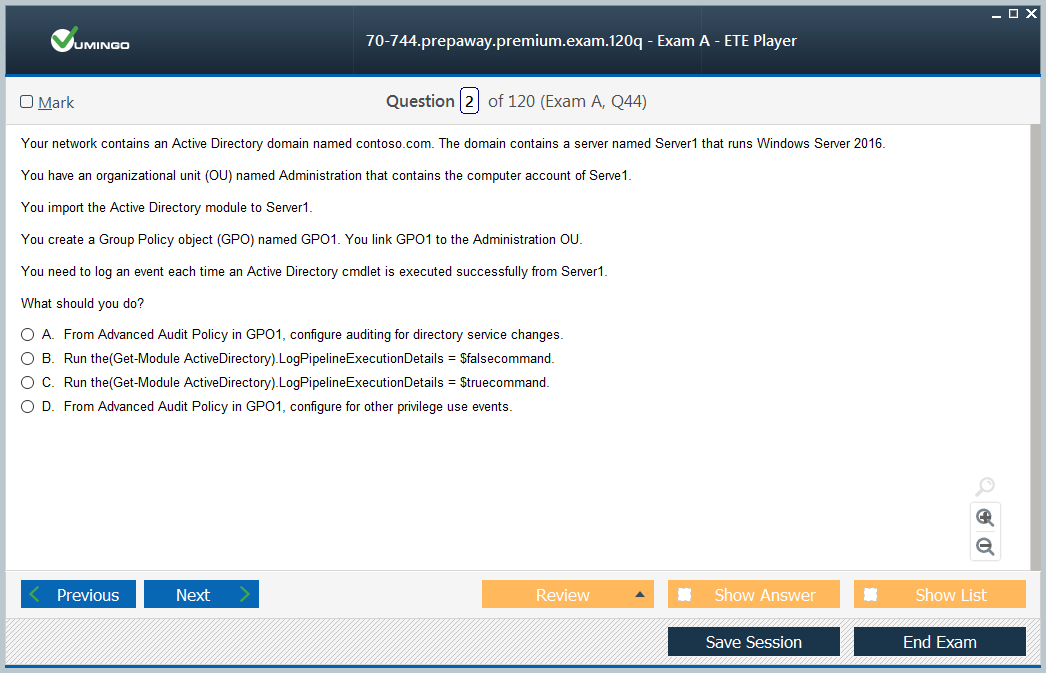 VUMINGO
70-744.prepaway.premium.exam.120q - Exam A - ETE Player
Mark
Question 2 of 120 (Exam A, Q44)
Your network contains an Active Directory domain named contoso.com. The domain contains a server named Server1 that runs Windows Server 2016.
You have an organizational unit (OU) named Administration that contains the computer account of Serve1.
You import the Active Directory module to Server1.
You create a Group Policy object (GPO) named GPO1. You link GPO1 to the Administration OU.
You need to log an event each time an Active Directory cmdlet is executed successfully from Server1.
What should you do?
A. From Advanced Audit Policy in GPO1, configure auditing for directory service changes.
B. Run the(Get-Module ActiveDirectory).LogPipelineExecutionDetails = $falsecommand.
C. Run the(Get-Module ActiveDirectory).LogPipelineExecutionDetails = $truecommand.
D. From Advanced Audit Policy in GPO1, configure for other privilege use events.
Previous Next Review Show Answer Show List
Save Session End Exam